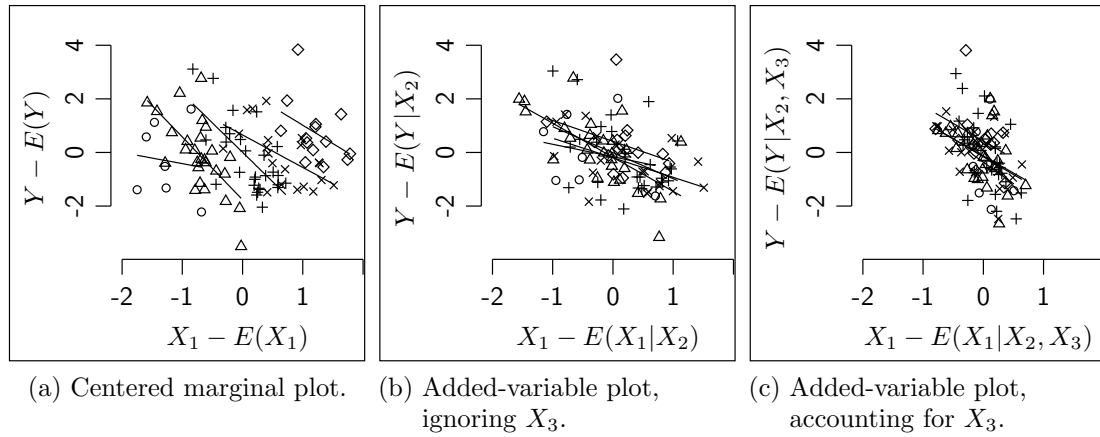 4
2
0
-2
Y − E(Y)
-2 -1 0 1
X₁ − E(X₁)
(a) Centered marginal plot.
4
2
0
-2
Y − E(Y|X₂)
-2 -1 0 1
X₁ − E(X₁|X₂)
(b) Added-variable plot,
ignoring X₃.
4
2
0
-2
Y − E(Y|X₂, X₃)
-2 -1 0 1
X₁ − E(X₁|X₂, X₃)
(c) Added-variable plot,
accounting for X₃.